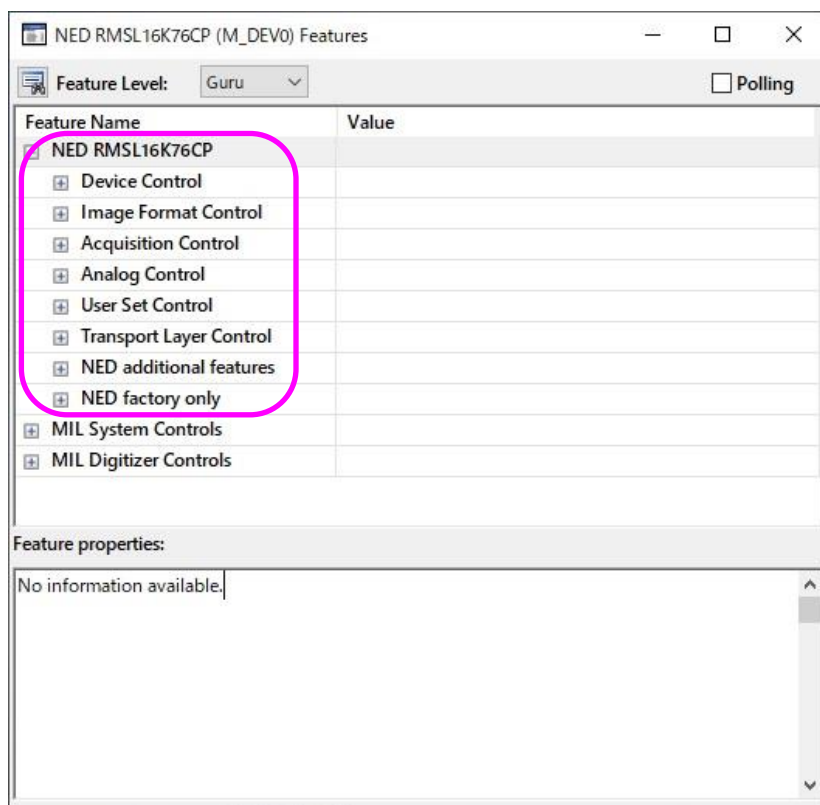 NED RMSL16K76CP (M_DEV0) Features
Feature Level: Guru Polling
Feature Name Value
NED RMSL16K76CP
Device Control
Image Format Control
Acquisition Control
Analog Control
User Set Control
Transport Layer Control
NED additional features
NED factory only
MIL System Controls
MIL Digitizer Controls
Feature properties:
No information available.